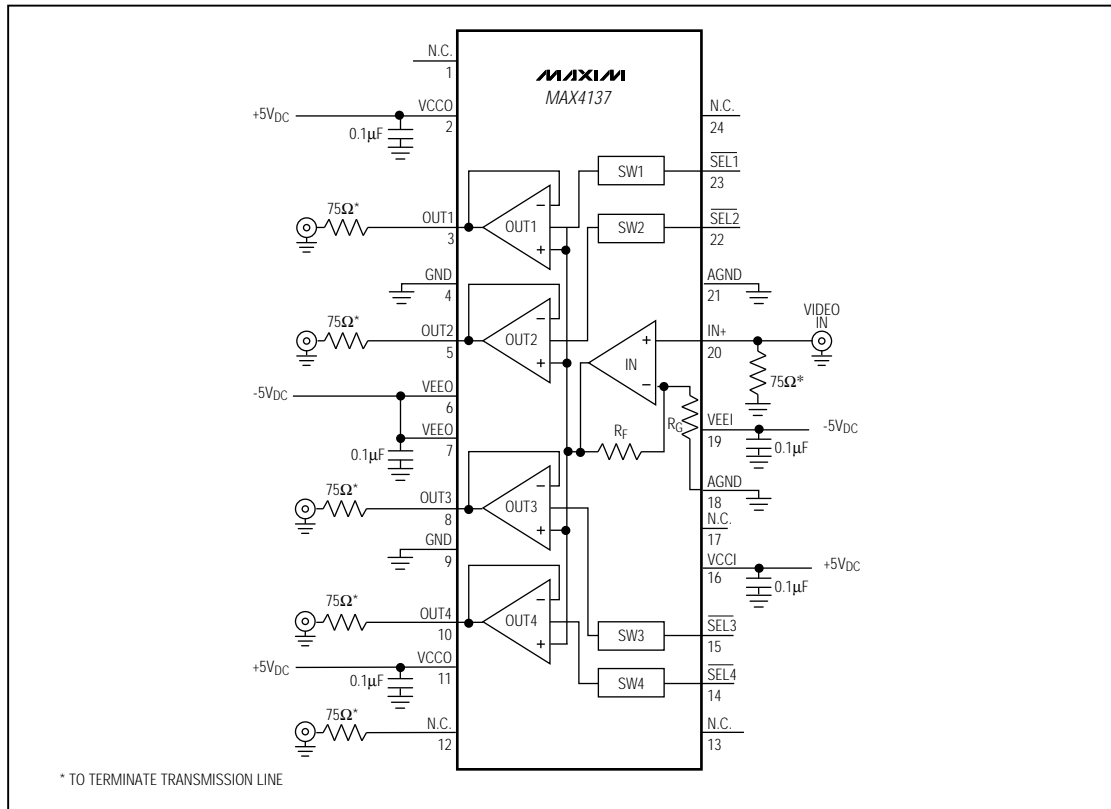 MAXIM
MAX4137
N.C.
1
+5VDC
VCCO
2
0.1µF
75Ω*
OUT1
3
GND
4
75Ω*
OUT2
5
-5VDC
VEEO
6
VEEO
7
0.1µF
75Ω*
OUT3
8
GND
9
75Ω*
OUT4
10
+5VDC
VCCO
11
0.1µF
75Ω*
N.C.
12
OUT1
- 
+
OUT2
-
+
OUT3
-
+
OUT4
-
+
SW1
SW2
IN
+
-
RF
RG
SW3
SW4
N.C.
24
SEL1
23
SEL2
22
AGND
21
VIDEO
IN
IN+
20
75Ω*
VEEI
19
-5VDC
0.1µF
AGND
18
N.C.
17
VCCI
16
+5VDC
0.1µF
SEL3
15
SEL4
14
N.C.
13
* TO TERMINATE TRANSMISSION LINE